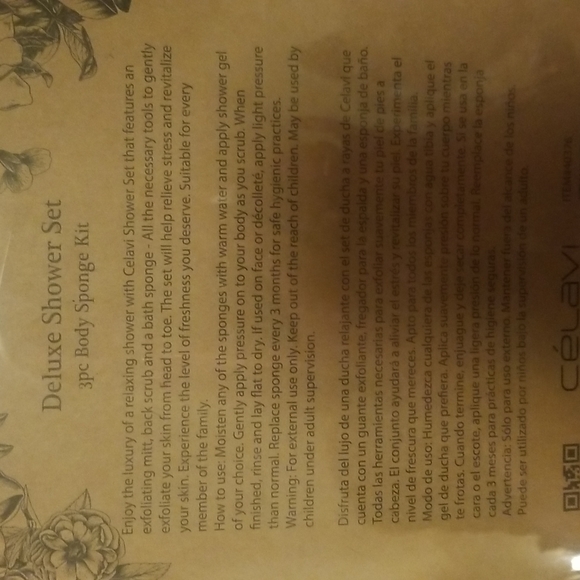 Deluxe Shower Set
3pc Body Sponge Kit
Enjoy the luxury of a relaxing shower with Celavi Shower Set that features an
exfoliating mitt, back scrub and a bath sponge - All the necessary tools to gently
exfoliate your skin from head to toe. The set will help relieve stress and revitalize
your skin. Experience the level of freshness you deserve. Suitable for every
member of the family.
How to use: Moisten any of the sponges with warm water and apply shower gel
of your choice. Gently apply pressure on to your body as you scrub. When
finished, rinse and lay flat to dry. If used on face or décolleté, apply light pressure
than normal. Replace sponge every 3 months for safe hygienic practices.
Warning: For external use only. Keep out of the reach of children. May be used by
children under adult supervision.
Disfruta del lujo de una ducha relajante con el set de ducha a rayas de Celavi que
cuenta con un guante exfoliante, fregador para la espalda y una esponja de baño.
Todas las herramientas necesarias para exfoliar suavemente tu piel de pies a
cabeza. El conjunto ayudará a aliviar el estrés y revitalizar su piel. Experimenta el
nivel de frescura que mereces. Apto para todos los miembros de la familia.
Modo de uso: Humedezca cualquiera de las esponjas con agua tibia y aplique el
gel de ducha que prefiera. Aplica suavemente presión sobre tu cuerpo mientras
te frotas. Cuando termine, enjuague y deje secar completamente. Si se usa en la
cara o el escote, aplique una ligera presión de lo normal. Reemplace la esponja
cada 3 meses para prácticas de higiene seguras.
Advertencia: Sólo para uso externo. Mantener fuera del alcance de los niños.
Puede ser utilizado por niños bajo la supervisión de un adulto.
CÉLAVÍ